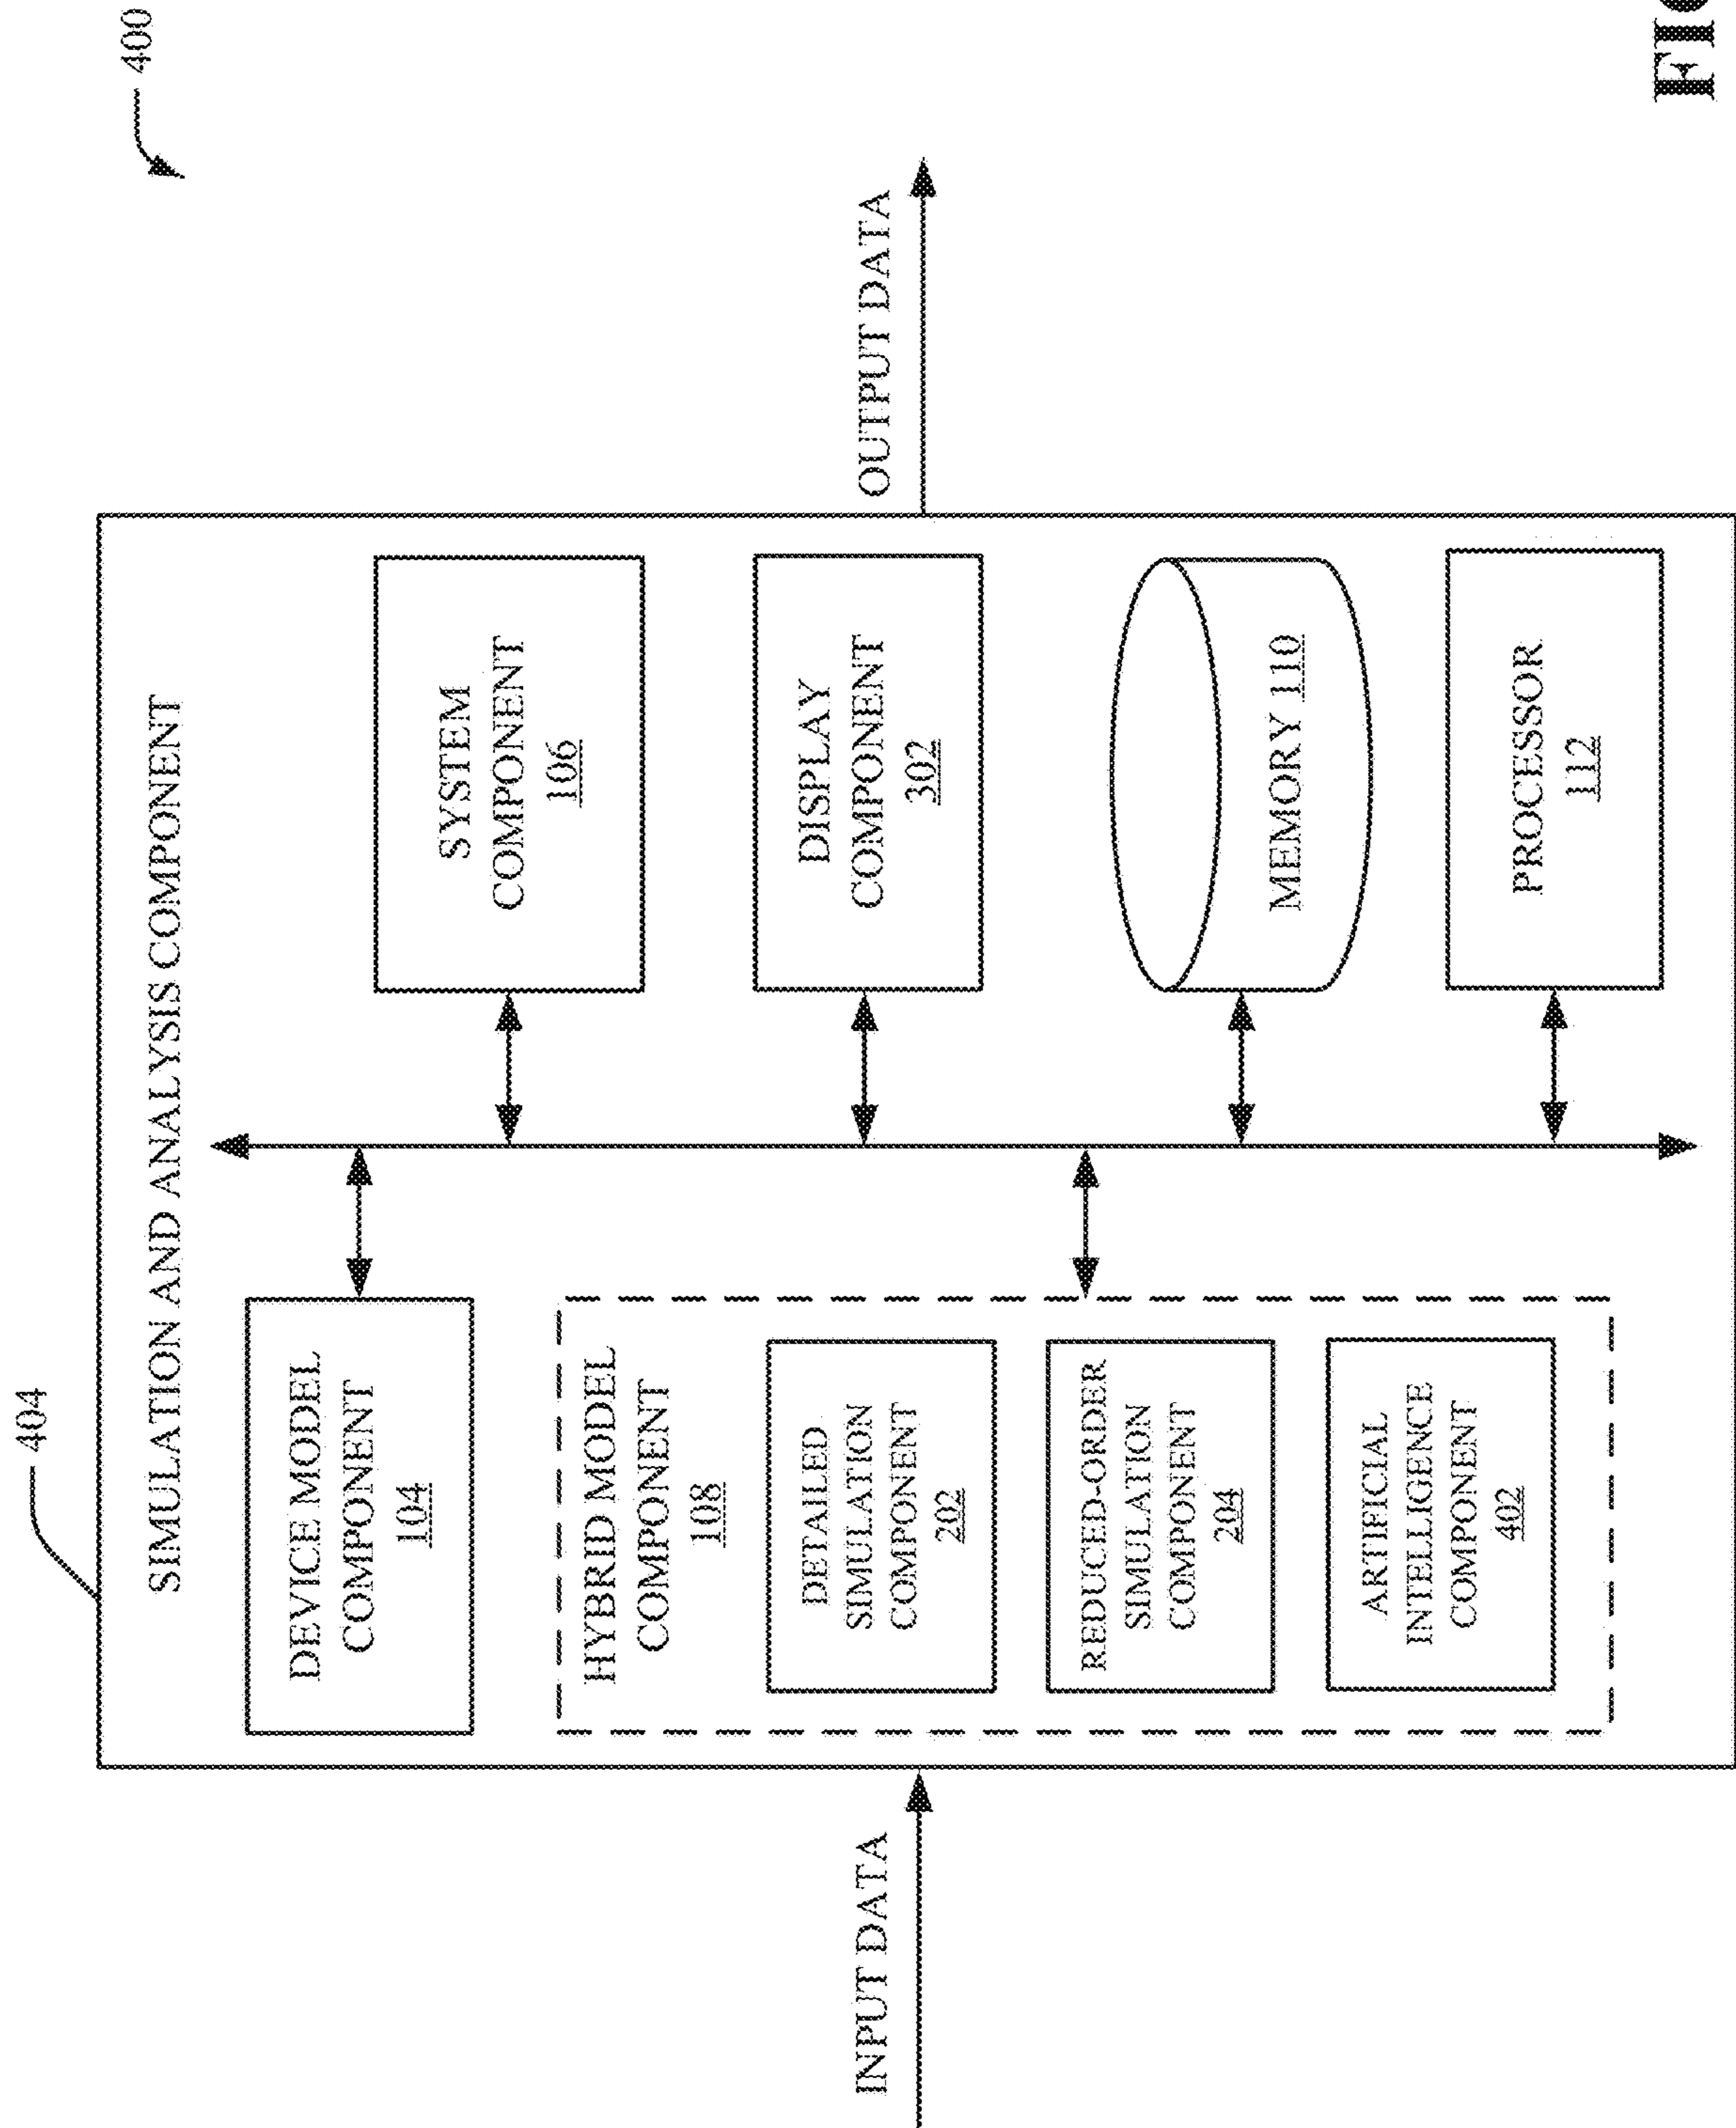 400
404
SIMULATION AND ANALYSIS COMPONENT
DEVICE MODEL
COMPONENT
104
HYBRID MODEL
COMPONENT
108
DETAILED
SIMULATION
COMPONENT
202
REDUCED-ORDER
SIMULATION
COMPONENT
204
ARTIFICIAL
INTELLIGENCE
COMPONENT
402
SYSTEM
COMPONENT
106
DISPLAY
COMPONENT
302
MEMORY 110
PROCESSOR
112
INPUT DATA
OUTPUT DATA